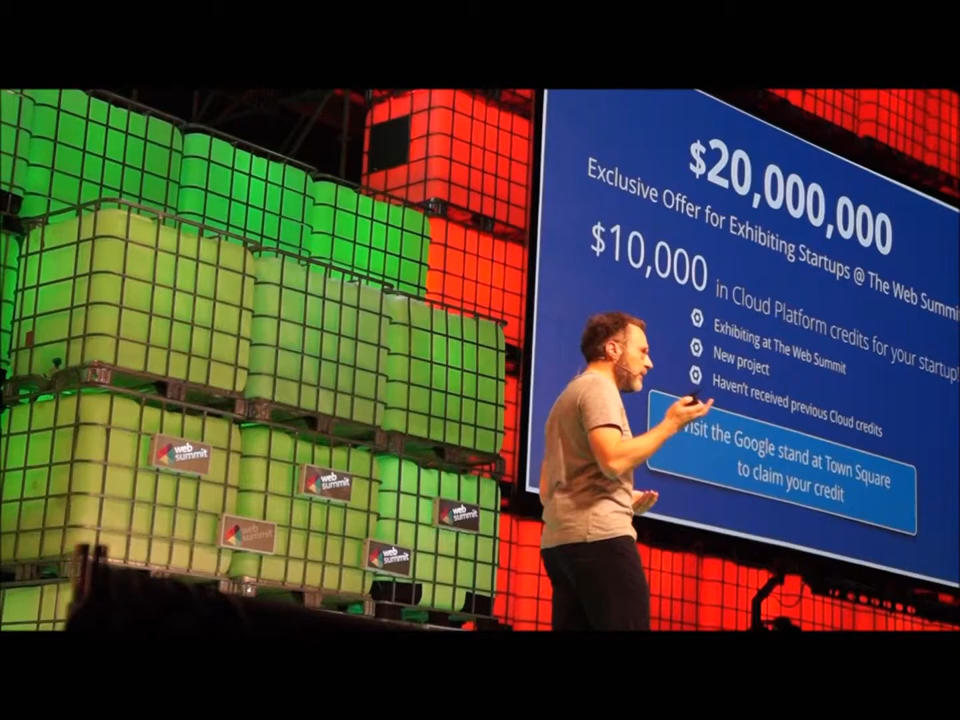 $20,000,000
Exclusive Offer for Exhibiting Startups @ The Web Summit
$10,000 in Cloud Platform credits for your startup!
Exhibiting at The Web Summit
New project
Haven't received previous Cloud credits
visit the Google stand at Town Square
to claim your credit
web
summit
web
summit
web
summit
web
summit
web
summit